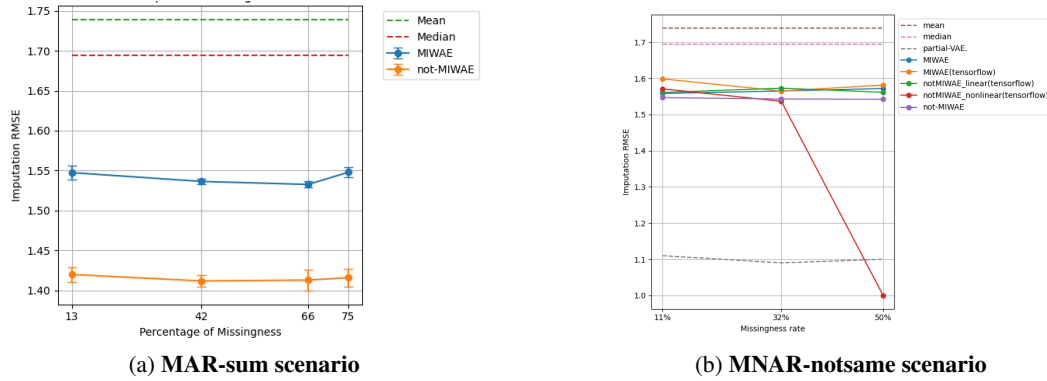 1.75
1.70
1.65
1.60
1.55
1.50
1.45
1.40
Imputation RMSE
13
42
66
75
Percentage of Missingness
Mean
Median
MIWAE
not-MIWAE
(a) MAR-sum scenario
1.7
1.6
1.5
1.4
1.3
1.2
1.1
1.0
Imputation RMSE
11%
32%
50%
Missingness rate
mean
median
partial-VAE.
MIWAE
MIWAE(tensorflow)
notMIWAE_linear(tensorflow)
notMIWAE_nonlinear(tensorflow)
not-MIWAE
(b) MNAR-notsame scenario